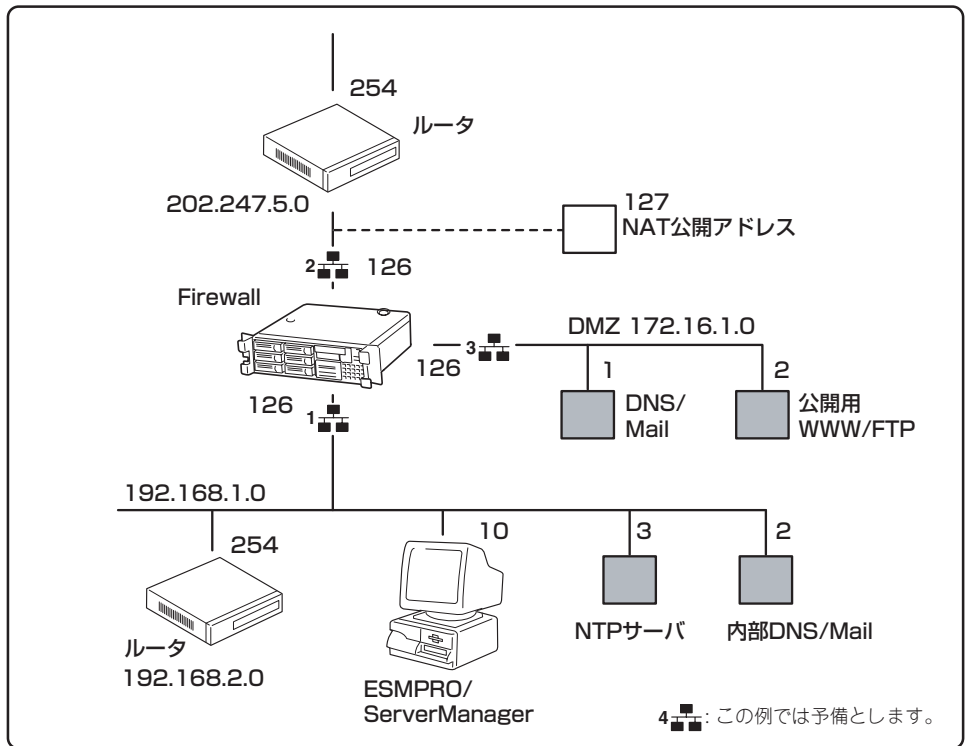 254
ルータ
202.247.5.0
127
NAT公開アドレス
2
126
Firewall
DMZ 172.16.1.0
3
126
1
2
DNS/
Mail
公開用
WWW/FTP
126
1
192.168.1.0
254
10
3
2
ルータ
192.168.2.0
ESMPRO/
ServerManager
NTPサーバ
内部DNS/Mail
4 : この例では予備とします。